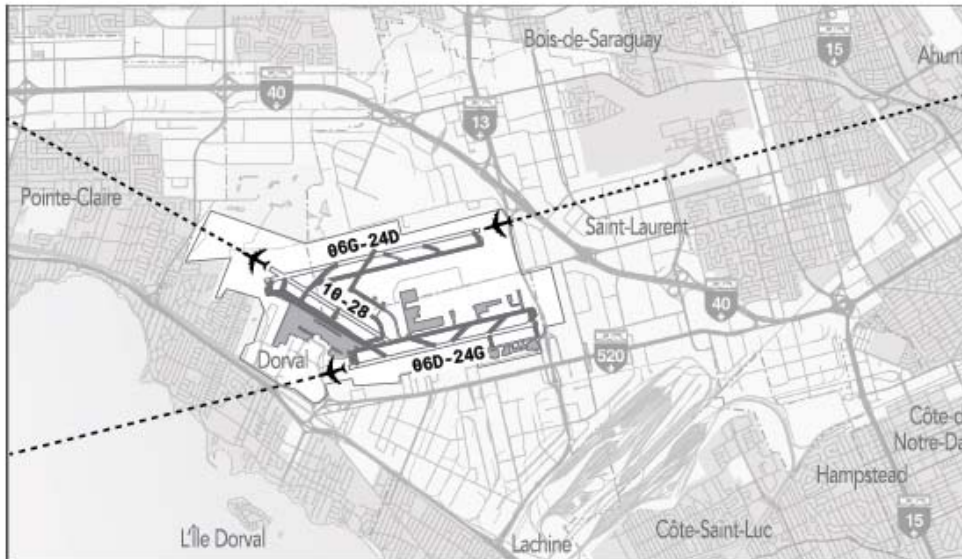 Bois-de-Saraguay
15
Ahunt
40
13
Pointe-Claire
Saint-Laurent
06G-24D
10-28
40
Dorval
06D-24G
520
Côte-d
Notre-Da
Hampstead
15
L'Île Dorval
Lachine
Côte-Saint-Luc